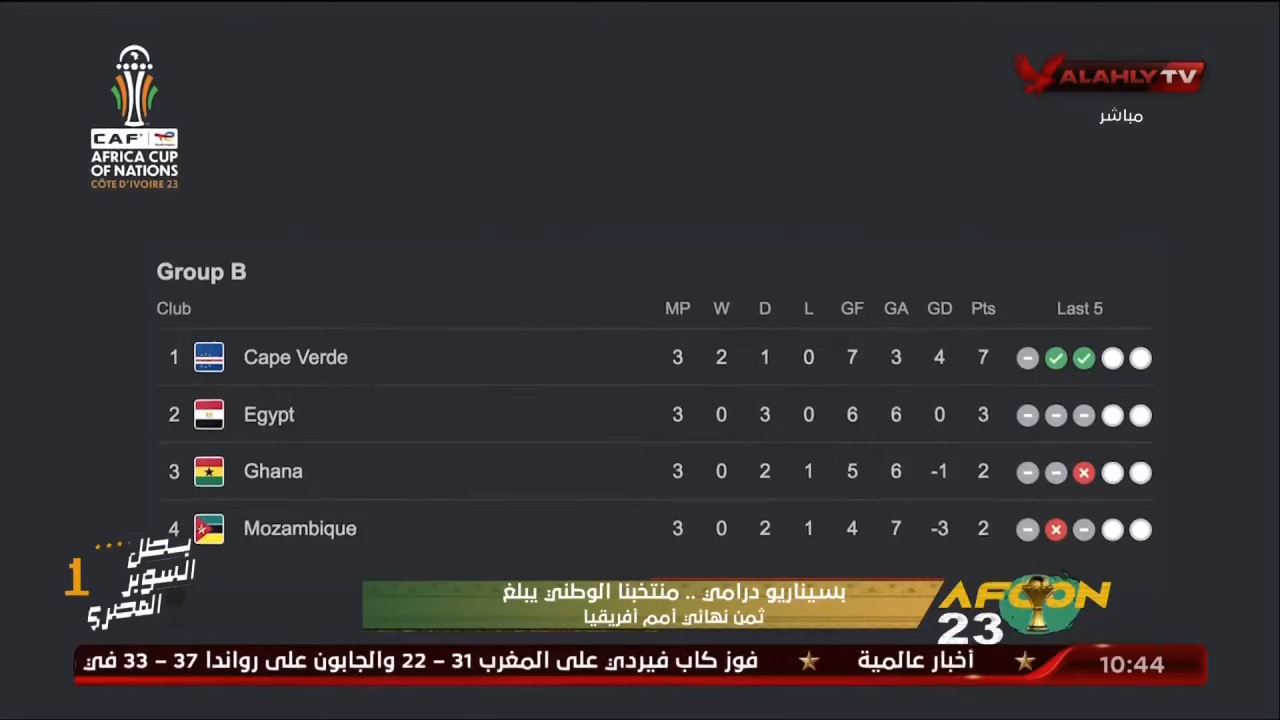 ALAHLY TV
مباشر
CAF
AFRICA CUP
OF NATIONS
CÔTE D'IVOIRE 23
Group B
Club MP W D L GF GA GD Pts Last 5
1 Cape Verde 3 2 1 0 7 3 4 7
2 Egypt 3 0 3 0 6 6 0 3
3 Ghana 3 0 2 1 5 6 -1 2
4 Mozambique 3 0 2 1 4 7 -3 2
بطل
السوبر
المصري
1
بسيناريو درامي .. منتخبنا الوطني يبلغ
ثمن نهائي أمم أفريقيا
AFCON
23
10:44 أخبار عالمية فوز كاب فيردي على المغرب 31 – 22 والجابون على رواندا 37 – 33 في